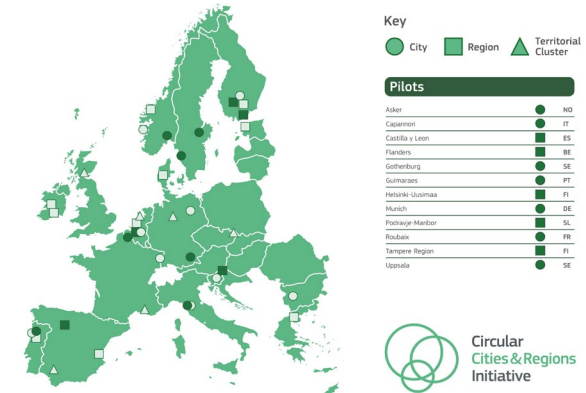 Key
City
Region
Territorial
Cluster
Pilots
Asker NO
Capannori IT
Castilla y Leon ES
Flanders BE
Gothenburg SE
Guimaraes PT
Helsinki-Uusimaa FI
Munich DE
Podravje-Maribor SL
Roubaix FR
Tampere Region FI
Uppsala SE
Circular
Cities & Regions
Initiative